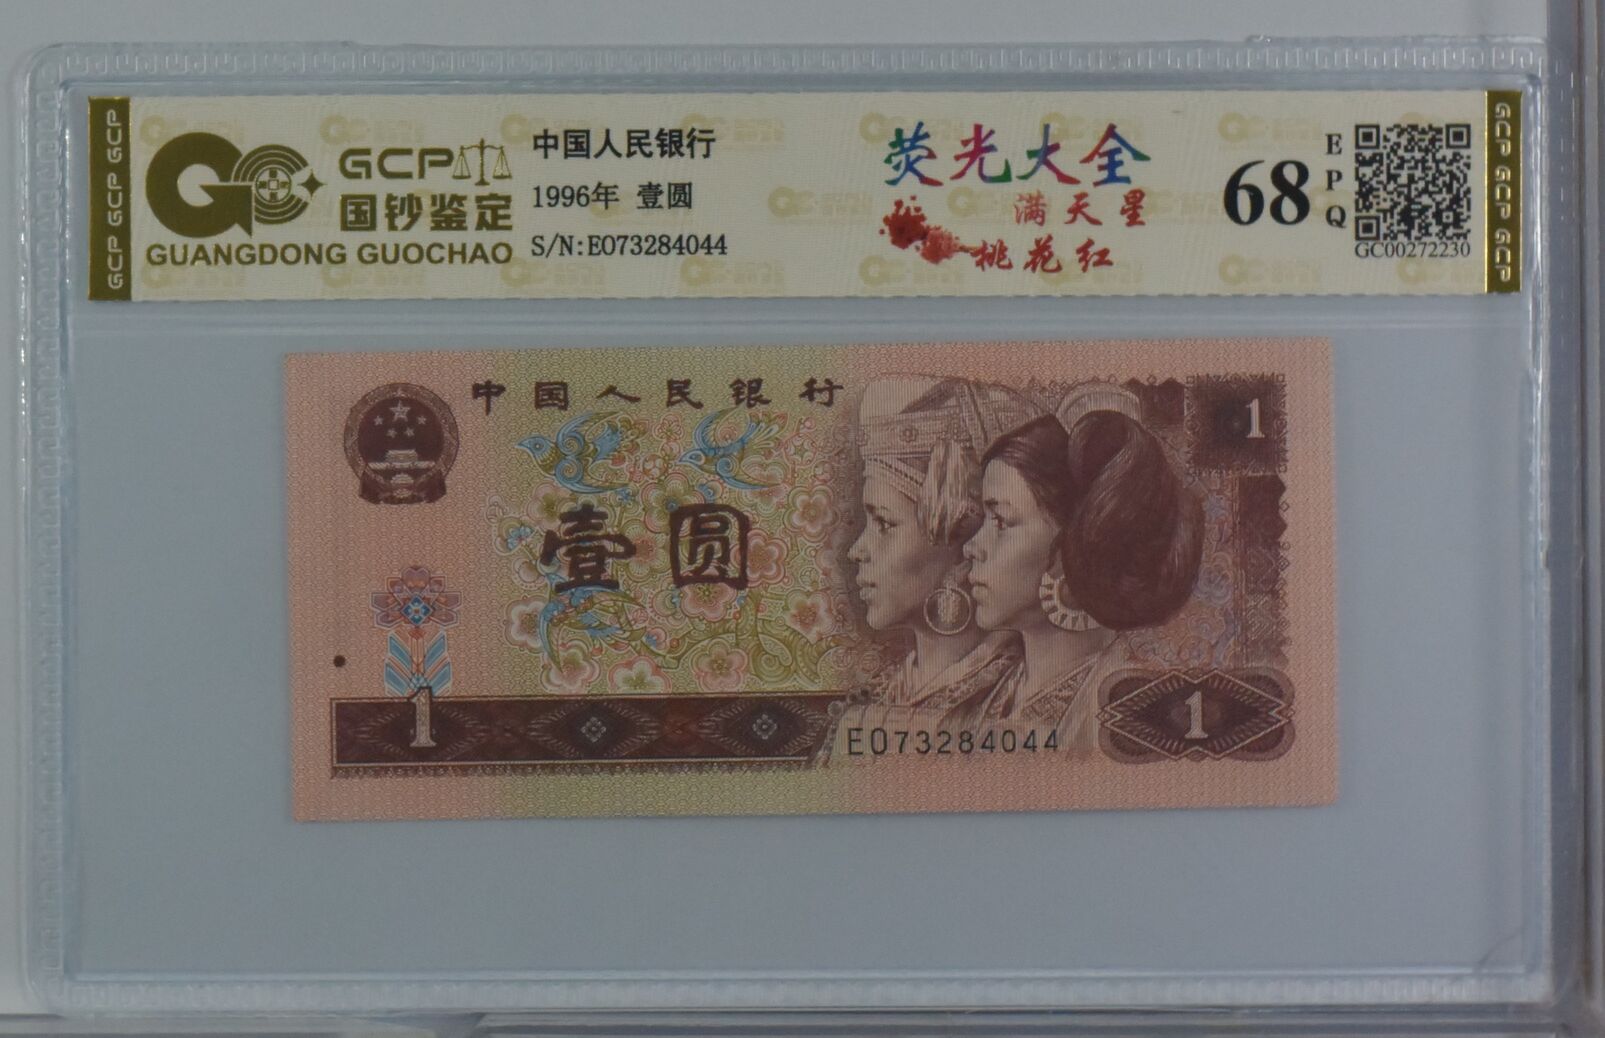 GCP GCP GCP
GCP
国钞鉴定
GUANGDONG GUOCHAO
中国人民银行
1996年 壹圆
S/N:E073284044
荧光大全
满天星
桃花红
68
EPQ
GC00272230
GCP GCP GCP
中国人民银行
1
壹圆
1
E073284044
1